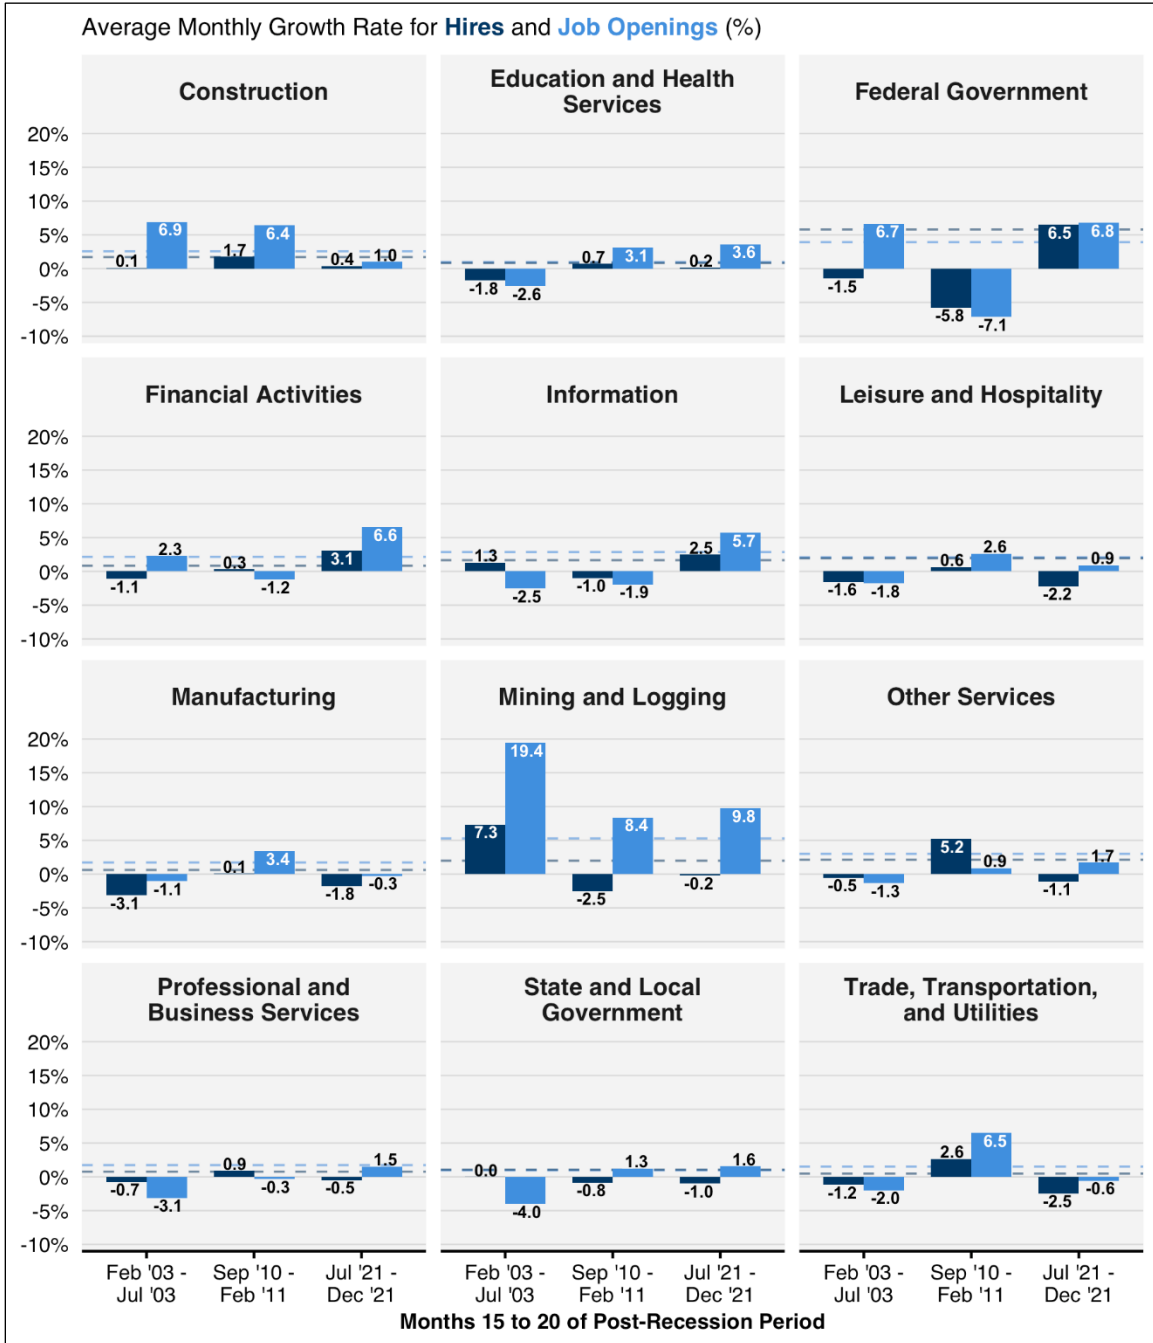 Average Monthly Growth Rate for Hires and Job Openings (%)
Construction
Education and Health
Services
Federal Government
20%
15%
10%
5%
0%
-5%
-10%
0.1
6.9
1.7
6.4
0.4
1.0
-1.8
-2.6
0.7
3.1
0.2
3.6
-1.5
6.7
-5.8
-7.1
6.5
6.8
Financial Activities
Information
Leisure and Hospitality
20%
15%
10%
5%
0%
-5%
-10%
-1.1
2.3
0.3
-1.2
3.1
6.6
1.3
-2.5
-1.0
-1.9
2.5
5.7
-1.6
-1.8
0.6
2.6
-2.2
0.9
Manufacturing
Mining and Logging
Other Services
20%
15%
10%
5%
0%
-5%
-10%
-3.1
-1.1
0.1
3.4
-1.8
-0.3
7.3
19.4
-2.5
8.4
-0.2
9.8
-0.5
-1.3
5.2
0.9
-1.1
1.7
Professional and
Business Services
State and Local
Government
Trade, Transportation,
and Utilities
20%
15%
10%
5%
0%
-5%
-10%
-0.7
-3.1
0.9
-0.3
-0.5
1.5
0.0
-4.0
-0.8
1.3
-1.0
1.6
-1.2
-2.0
2.6
6.5
-2.5
-0.6
Feb '03 -
Jul '03
Sep '10 -
Feb '11
Jul '21 -
Dec '21
Feb '03 -
Jul '03
Sep '10 -
Feb '11
Jul '21 -
Dec '21
Feb '03 -
Jul '03
Sep '10 -
Feb '11
Jul '21 -
Dec '21
Months 15 to 20 of Post-Recession Period